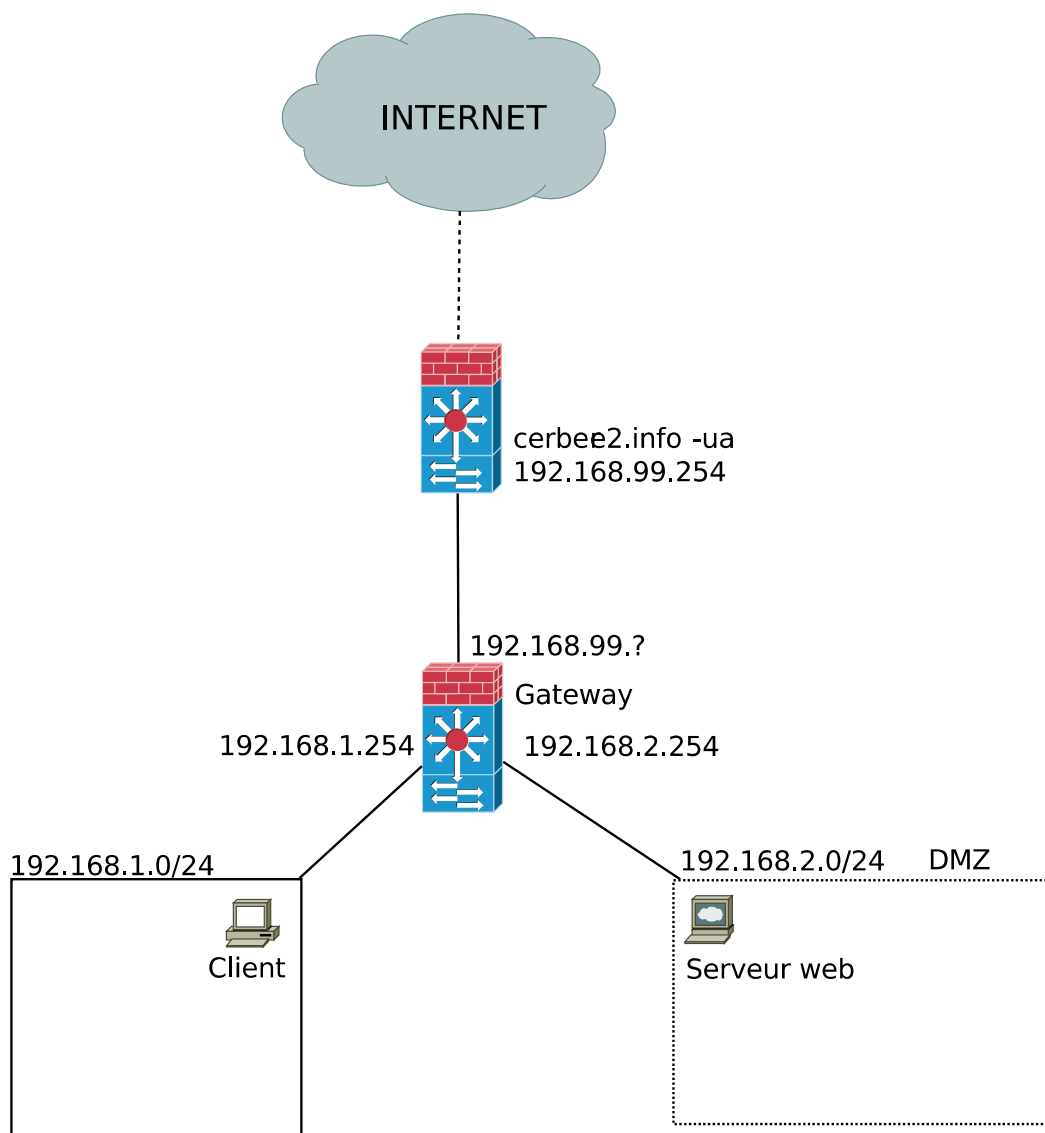 INTERNET
cerbere2.info -ua
192.168.99.254
192.168.99.?
Gateway
192.168.1.254
192.168.2.254
192.168.1.0/24
192.168.2.0/24 DMZ
Client
Serveur web